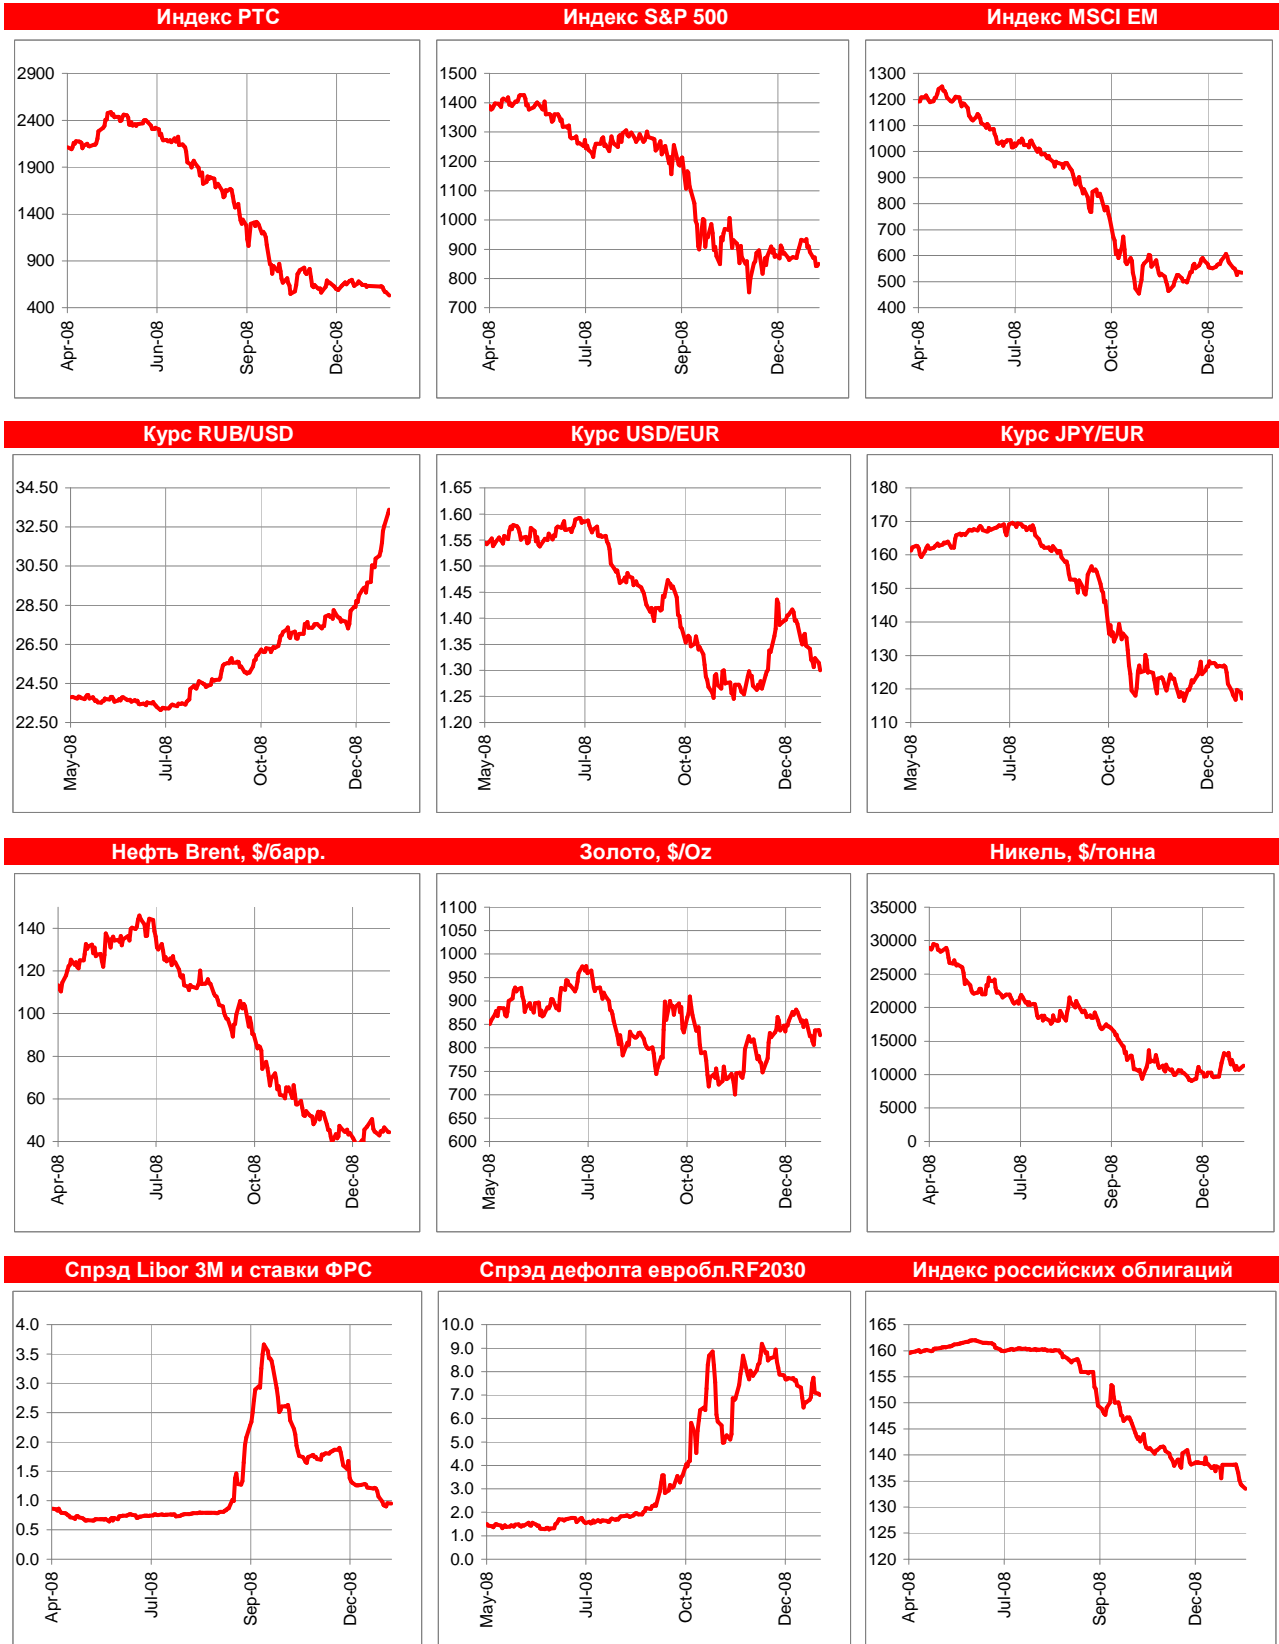 Индекс РТС
Индекс S&P 500
Индекс MSCI EM
2900
2400
1900
1400
900
400
Apr-08
Jun-08
Sep-08
Dec-08
1500
1400
1300
1200
1100
1000
900
800
700
Apr-08
Jul-08
Sep-08
Dec-08
1300
1200
1100
1000
900
800
700
600
500
400
Apr-08
Jul-08
Oct-08
Dec-08
Курс RUB/USD
Курс USD/EUR
Курс JPY/EUR
34.50
32.50
30.50
28.50
26.50
24.50
22.50
May-08
Jul-08
Oct-08
Dec-08
1.65
1.60
1.55
1.50
1.45
1.40
1.35
1.30
1.25
1.20
May-08
Jul-08
Oct-08
Dec-08
180
170
160
150
140
130
120
110
May-08
Jul-08
Oct-08
Dec-08
Нефть Brent, $/барр.
Золото, $/Oz
Никель, $/тонна
140
120
100
80
60
40
Apr-08
Jul-08
Oct-08
Dec-08
1100
1000
950
900
850
800
750
700
600
May-08
Jul-08
Oct-08
Dec-08
35000
30000
25000
20000
15000
10000
5000
0
Apr-08
Jul-08
Sep-08
Dec-08
Спрэд Libor 3M и ставки ФРС
Спрэд дефолта евробл.RF2030
Индекс российских облигаций
4.0
3.5
3.0
2.5
2.0
1.5
1.0
0.5
0.0
Apr-08
Jul-08
Sep-08
Dec-08
10.0
9.0
8.0
7.0
6.0
5.0
4.0
3.0
2.0
1.0
0.0
May-08
Jul-08
Oct-08
Dec-08
165
160
155
150
145
140
135
130
125
120
Apr-08
Jul-08
Sep-08
Dec-08